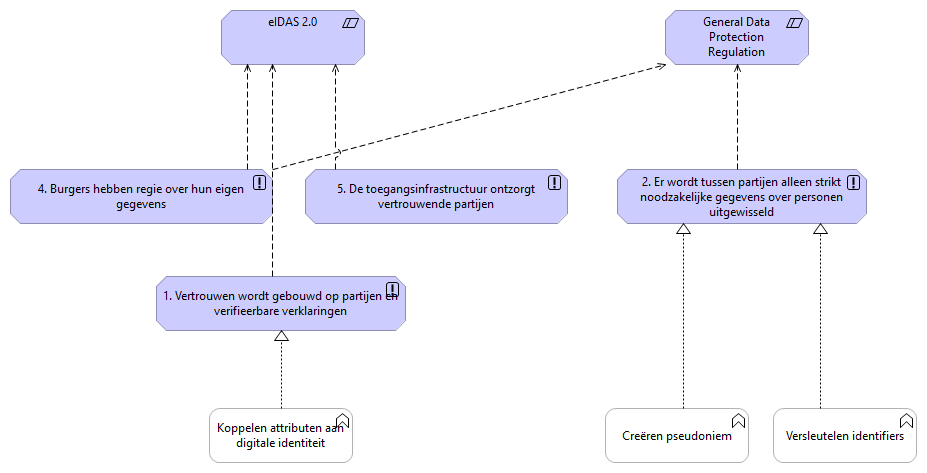 eIDAS 2.0
General Data
Protection
Regulation
4. Burgers hebben regie over hun eigen
gegevens
5. De toegangsinfrastructuur ontzorgt
vertrouwende partijen
2. Er wordt tussen partijen alleen strikt
noodzakelijke gegevens over personen
uitgewisseld
1. Vertrouwen wordt gebouwd op partijen en
verifieerbare verklaringen
Koppelen attributen aan
digitale identiteit
Creëren pseudoniem
Versleutelen identifiers